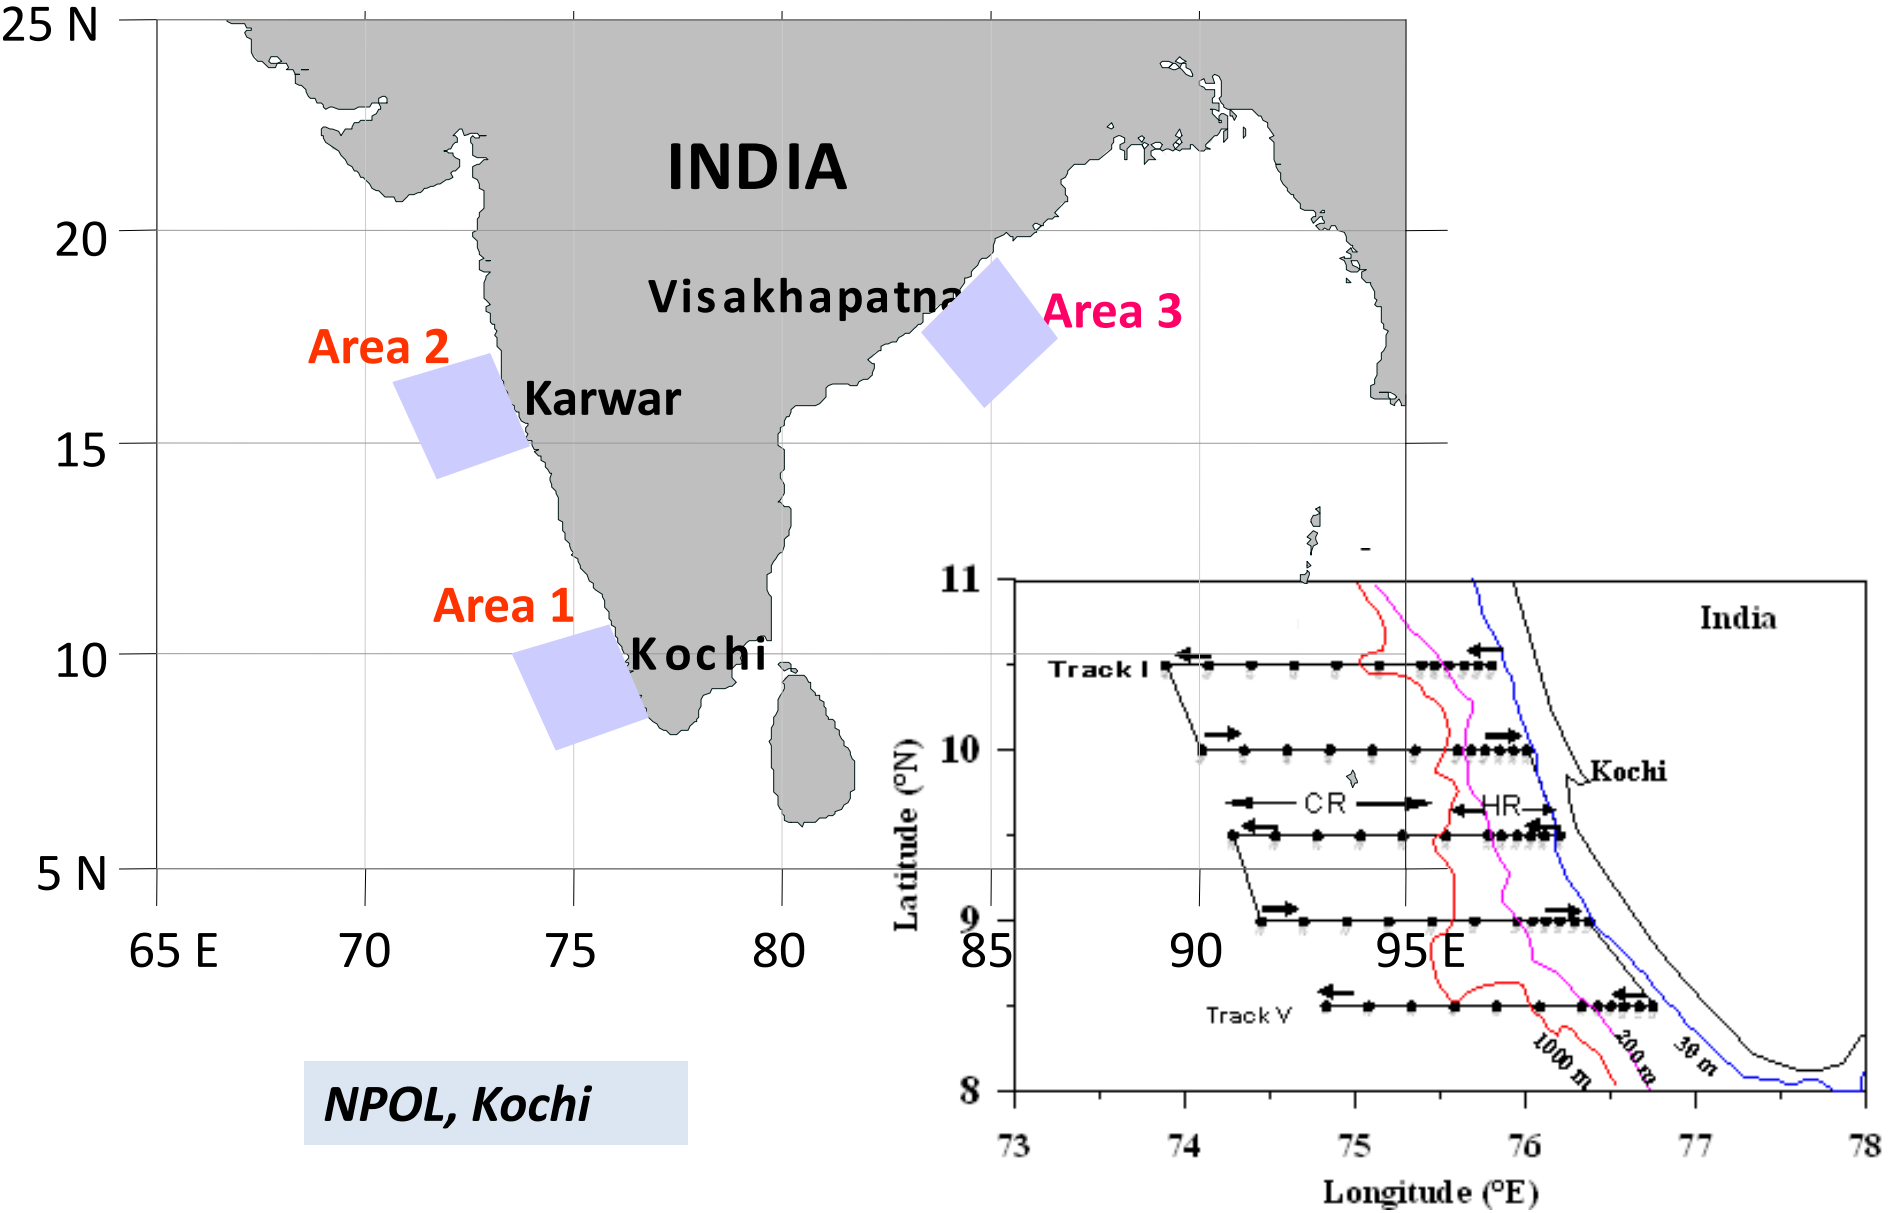 25 N
INDIA
20
Visakhapatna
Area 3
Area 2
Karwar
15
11
India
Area 1
Kochi
10
Track I
10
Kochi
CR
HR
5 N
Latitude (°N)
9
65 E
70
75
80
85
90
95 E
Track V
1000 m
200 m
30 m
8
NPOL, Kochi
73
74
75
76
77
78
Longitude (°E)